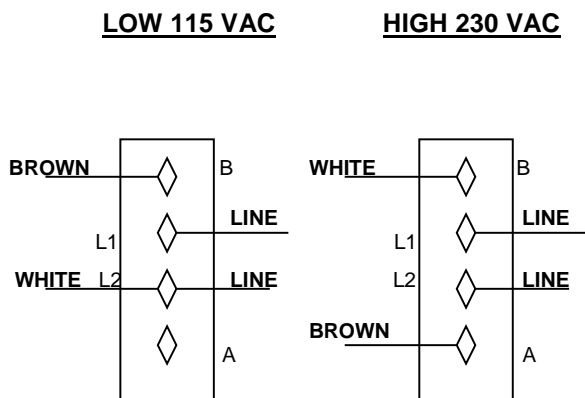 LOW 115 VAC
BROWN
B
L1
LINE
WHITE
L2
LINE
A
HIGH 230 VAC
WHITE
B
L1
LINE
L2
LINE
BROWN
A